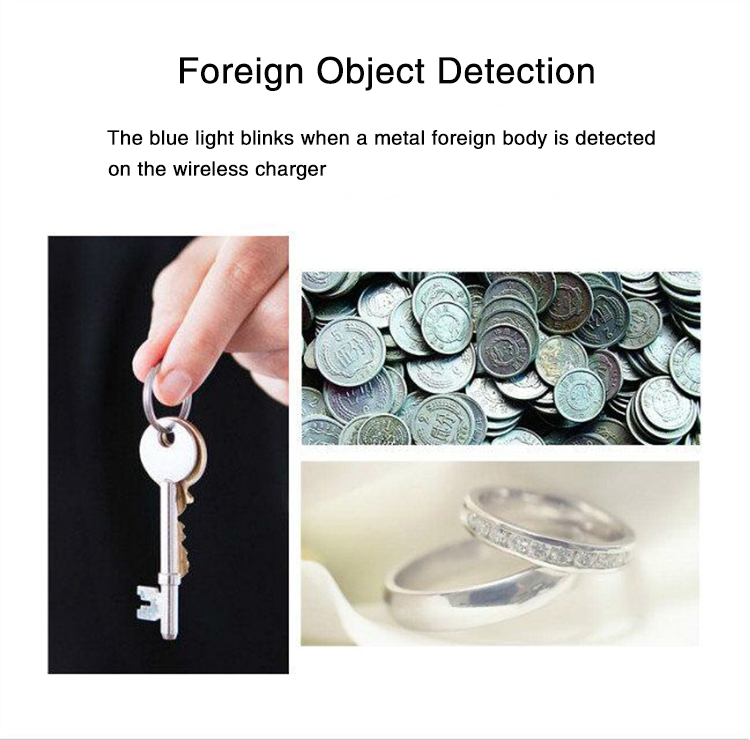 Foreign Object Detection
The blue light blinks when a metal foreign body is detected
on the wireless charger